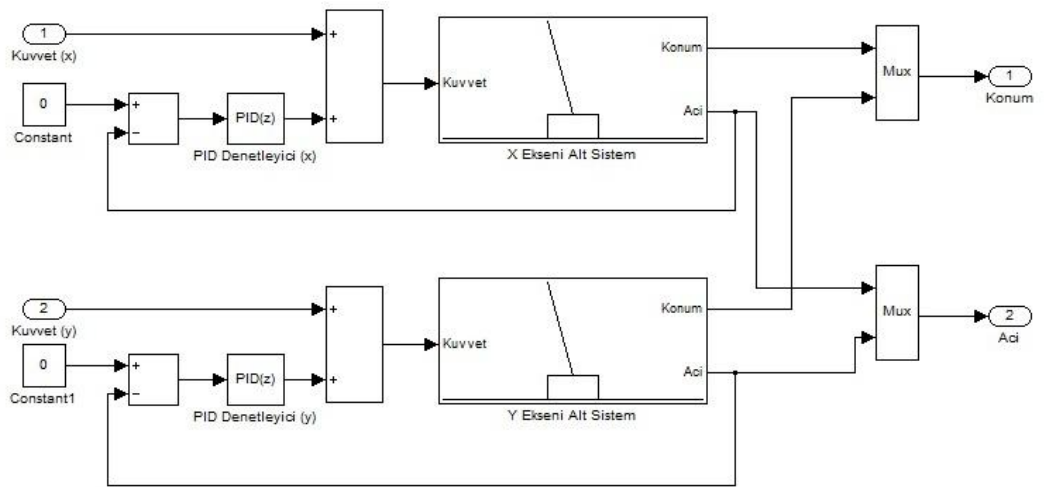 1
Kuvvet (x)
0
Constant
+
−
PID(z)
PID Denetleyici (x)
+
+
Kuvvet
Konum
Aci
X Ekseni Alt Sistem
Mux
1
Konum
2
Kuvvet (y)
0
Constant1
+
−
PID(z)
PID Denetleyici (y)
+
+
Kuvvet
Konum
Aci
Y Ekseni Alt Sistem
Mux
2
Aci